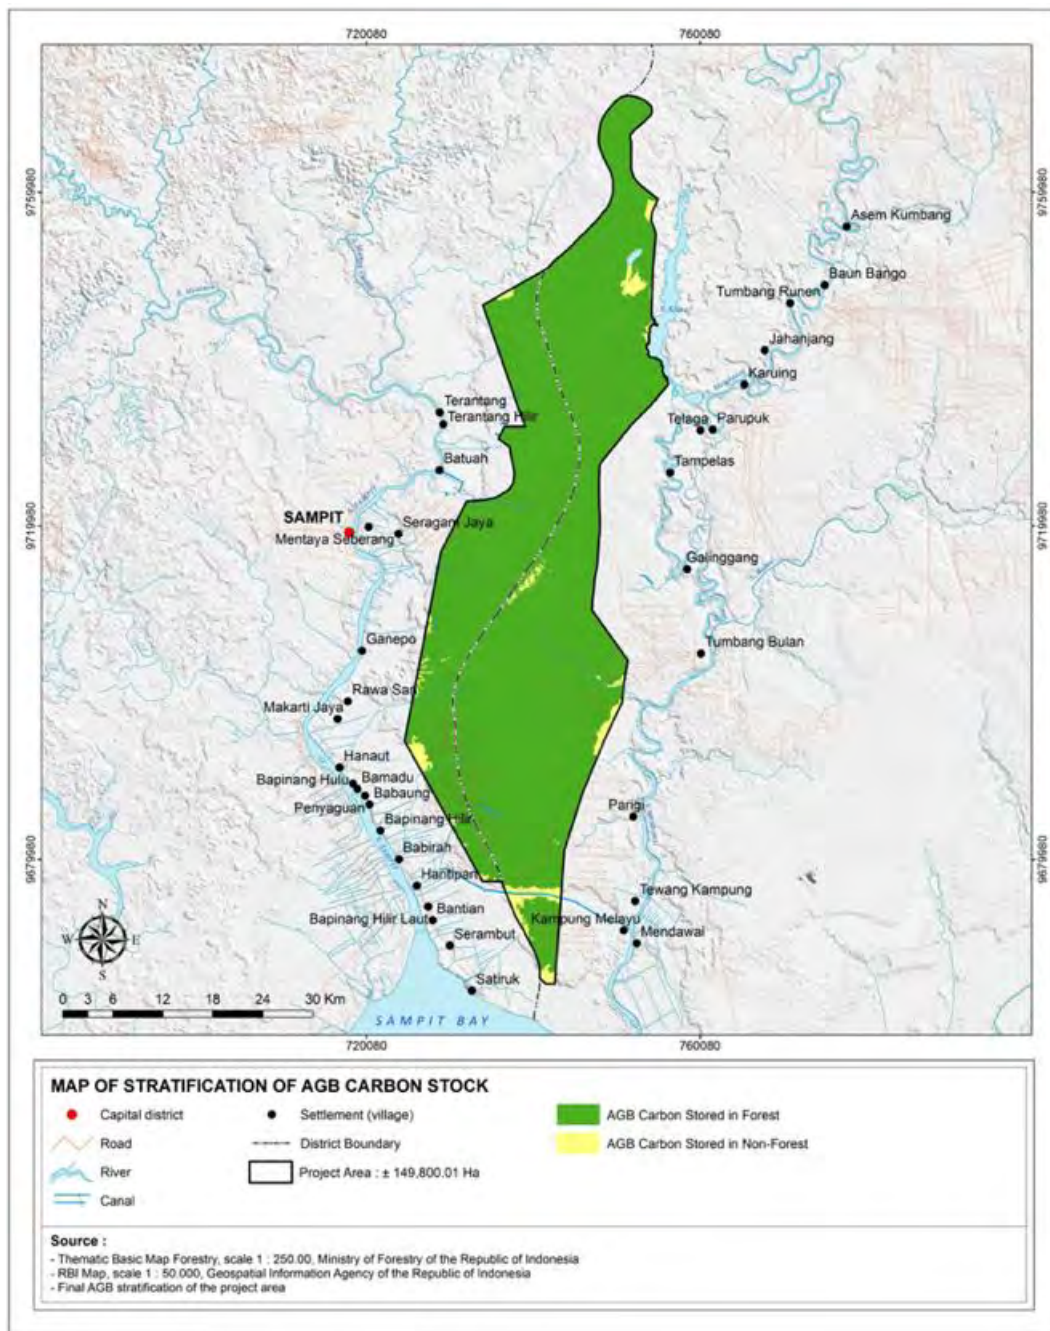 720080
760080
9759980
9759980
Asem Kumbang
Baun Bango
Tumbang Runen
Jahanjang
Karuing
Terantang
Terantang Hilir
Telaga
Parupuk
Batuah
Tampelas
SAMPIT
Seragam Jaya
Mentaya Seberang
9719980
9719980
Galinggang
Ganepo
Tumbang Bulan
Rawa Sari
Makarti Jaya
Hanaut
Bapinang Hulu
Bamadu
Babaung
Penyaguan
Parigi
Bapinang Hilir
Babirah
9679980
9679980
Hantipan
Tewang Kampung
Bantian
Bapinang Hilir Laut
Kampung Melayu
Serambut
Mendawai
N
W
E
S
Satiruk
0 3 6 12 18 24 30 Km
SAMPIT BAY
720080
760080
MAP OF STRATIFICATION OF AGB CARBON STOCK
Capital district
Settlement (village)
AGB Carbon Stored in Forest
Road
District Boundary
AGB Carbon Stored in Non-Forest
River
Project Area : ± 149,800.01 Ha
Canal
Source :
- Thematic Basic Map Forestry, scale 1 : 250.00, Ministry of Forestry of the Republic of Indonesia
- RBI Map, scale 1 : 50.000, Geospatial Information Agency of the Republic of Indonesia
- Final AGB stratification of the project area